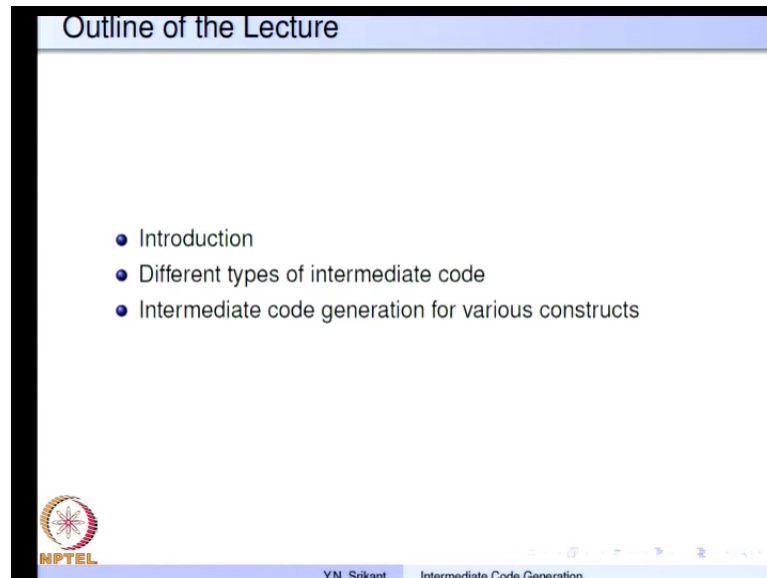 Outline of the Lecture
Introduction
Different types of intermediate code
Intermediate code generation for various constructs
NPTEL
Y.N. Srikant Intermediate Code Generation